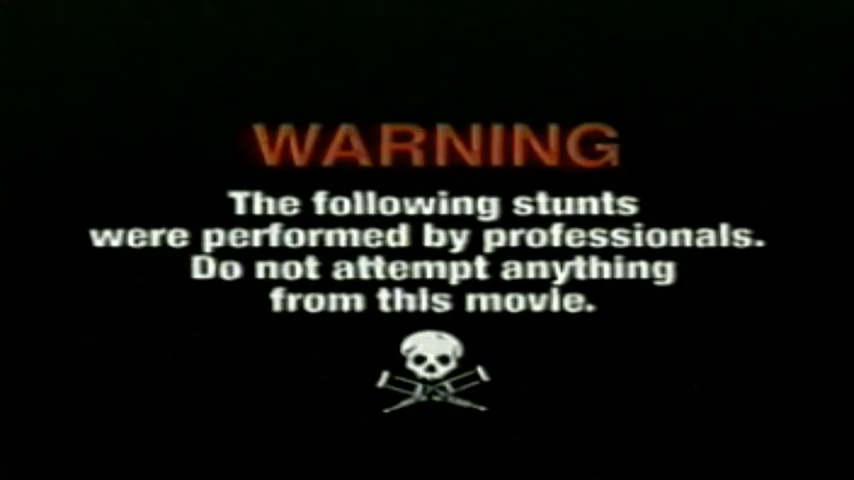 WARNING
The following stunts
were performed by professionals.
Do not attempt anything
from this movie.